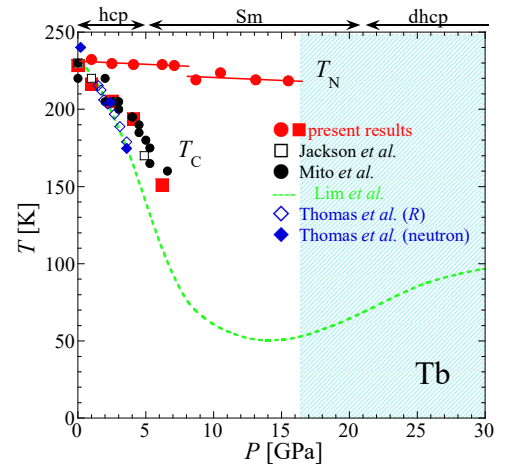 hcp Sm dhcp
250
200
150
100
50
0
T [K]
T_N
T_C
present results
Jackson et al.
Mito et al.
Lim et al.
Thomas et al. (R)
Thomas et al. (neutron)
Tb
0 5 10 15 20 25 30
P [GPa]